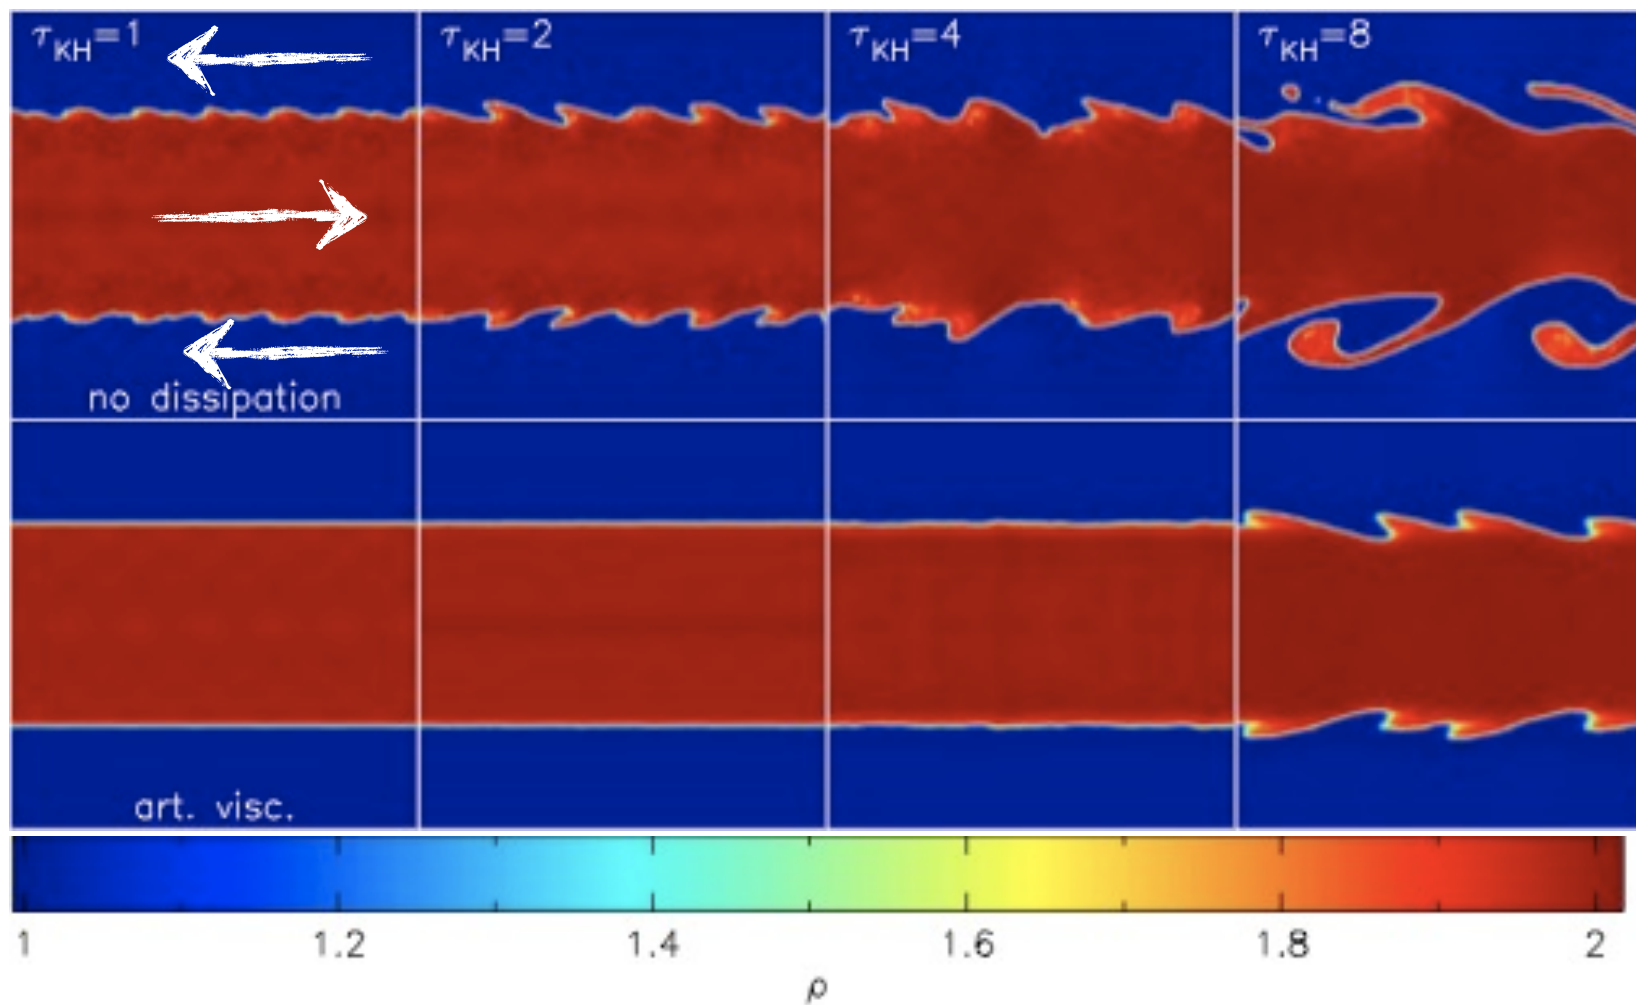 τKH=1 τKH=2 τKH=4 τKH=8
no dissipation
art. visc.
1 1.2 1.4 1.6 1.8 2
ρ